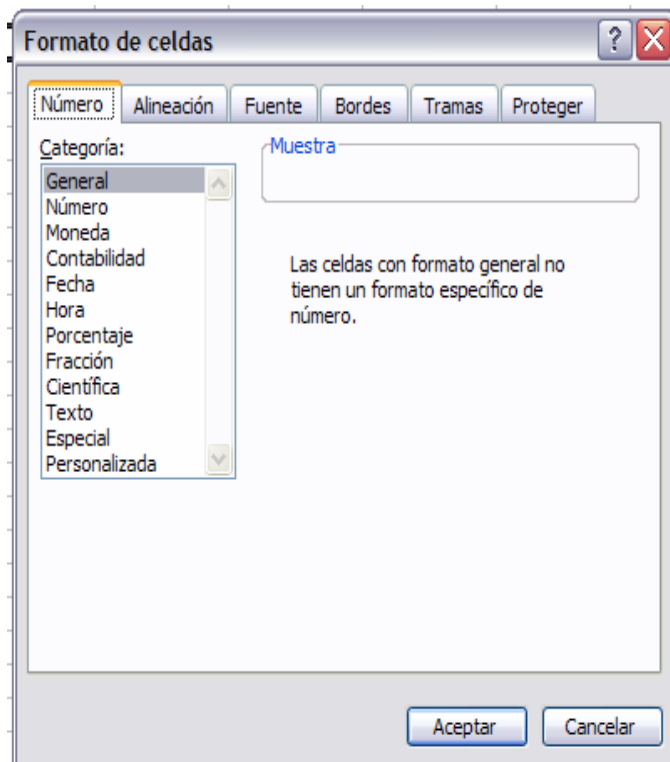 Formato de celdas
Número Alineación Fuente Bordes Tramas Proteger
Categoría:
General
Número
Moneda
Contabilidad
Fecha
Hora
Porcentaje
Fracción
Científica
Texto
Especial
Personalizada
Muestra
Las celdas con formato general no
tienen un formato específico de
número.
Aceptar Cancelar